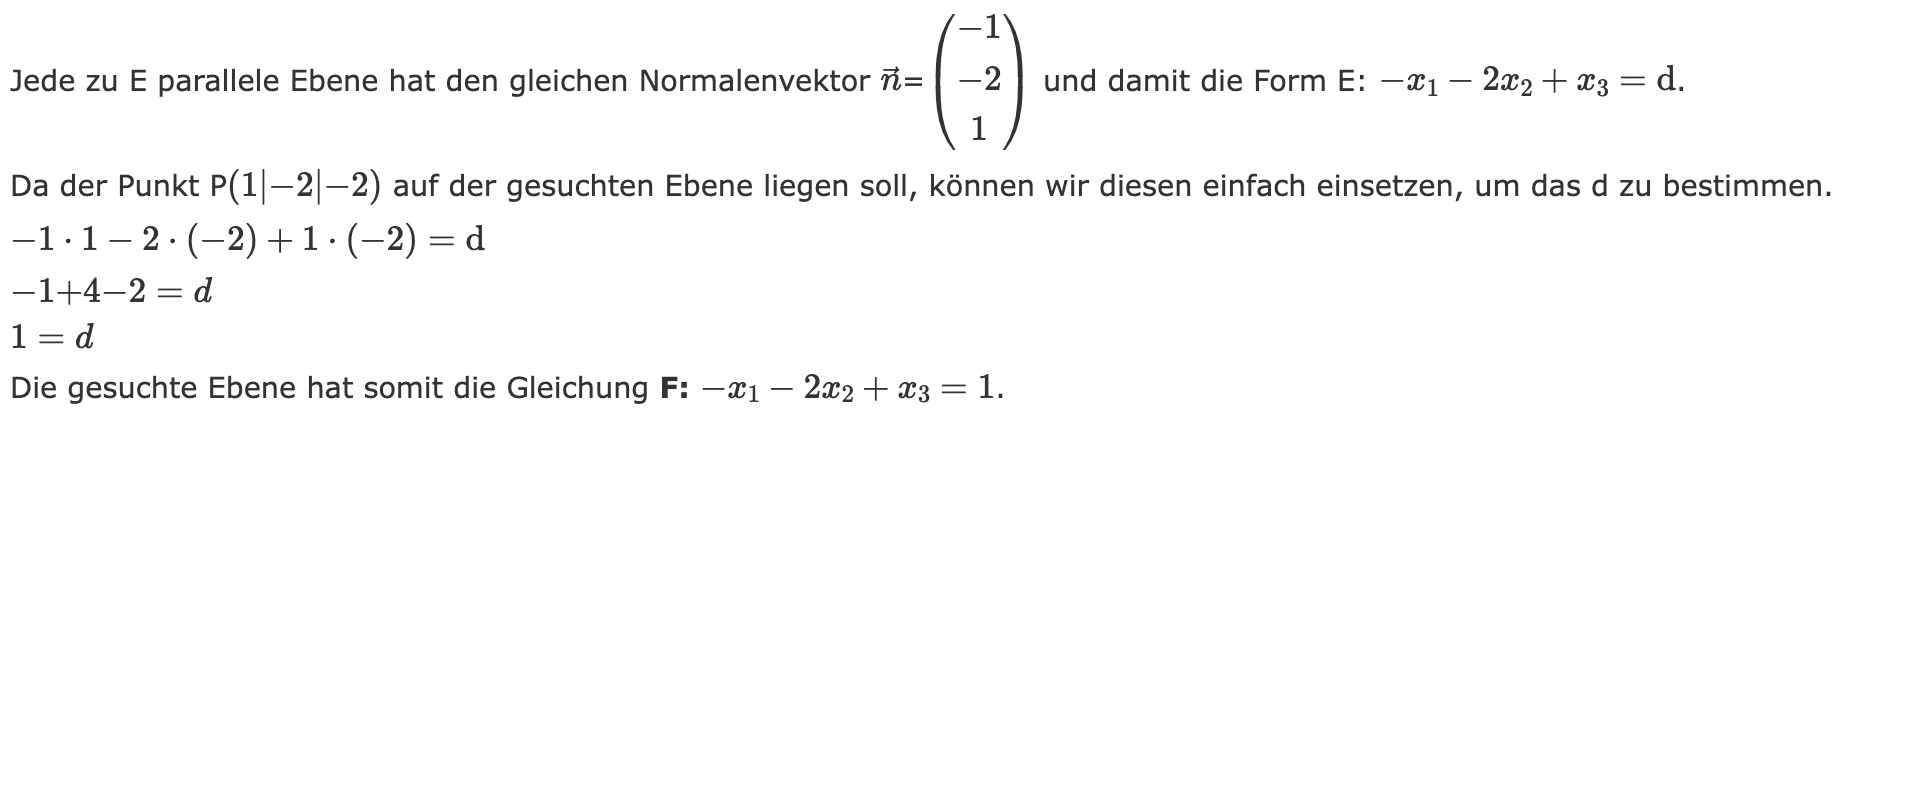 Jede zu E parallele Ebene hat den gleichen Normalenvektor $\vec{n}$= $\begin{pmatrix} -1 \\ -2 \\ 1 \end{pmatrix}$ und damit die Form E: $-x_1 - 2x_2 + x_3 = \mathrm{d}$.
Da der Punkt P$(1|-2|-2)$ auf der gesuchten Ebene liegen soll, können wir diesen einfach einsetzen, um das d zu bestimmen.
$-1 \cdot 1 - 2 \cdot (-2) + 1 \cdot (-2) = \mathrm{d}$
$-1+4-2 = d$
$1 = d$
Die gesuchte Ebene hat somit die Gleichung F: $-x_1 - 2x_2 + x_3 = 1$.